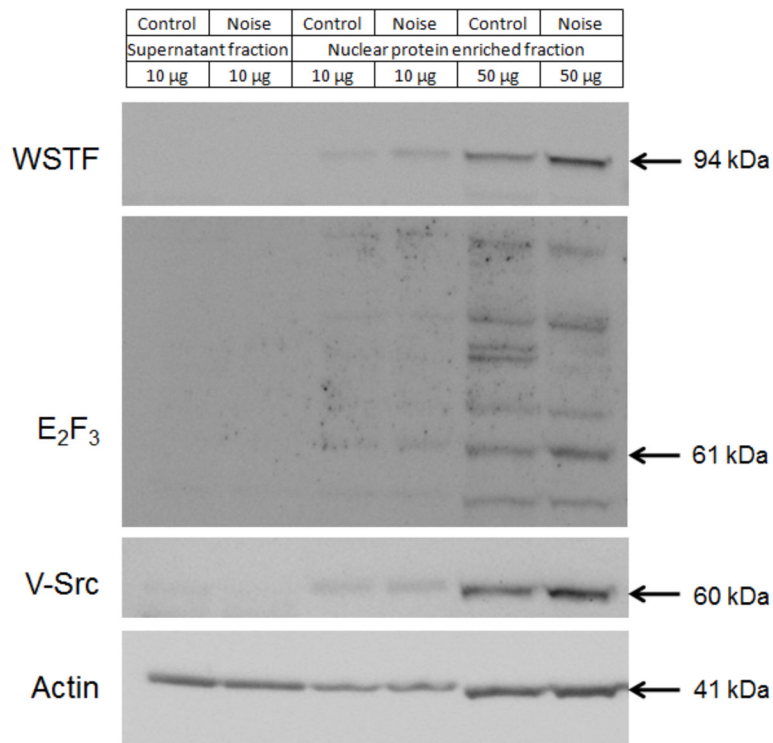 Control Noise Control Noise Control Noise
Supernatant fraction Nuclear protein enriched fraction
10 µg 10 µg 10 µg 10 µg 50 µg 50 µg
WSTF 94 kDa
E₂F₃ 61 kDa
V-Src 60 kDa
Actin 41 kDa